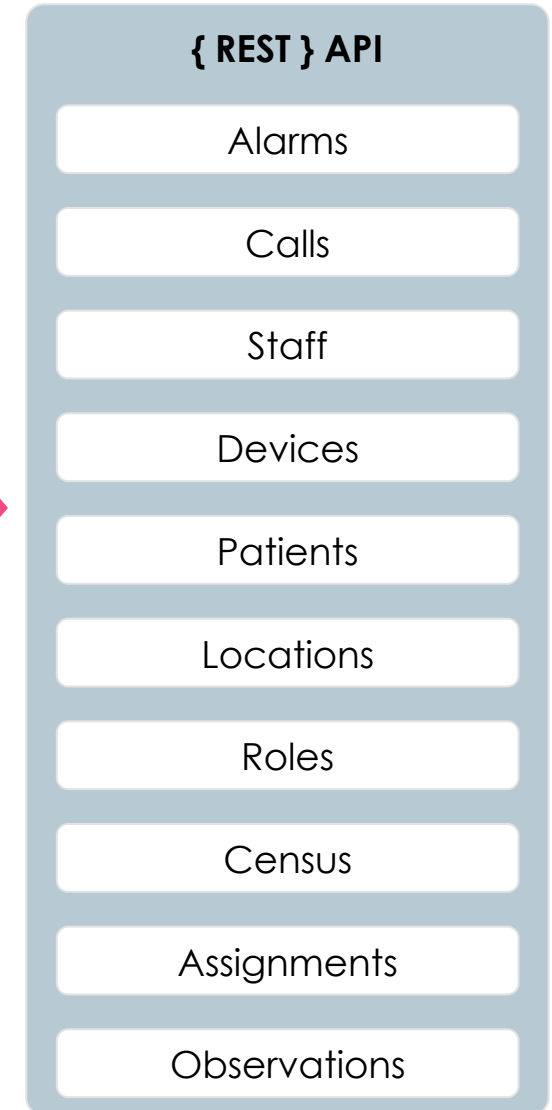 { REST } API
Alarms
Calls
Staff
Devices
Patients
Locations
Roles
Census
Assignments
Observations